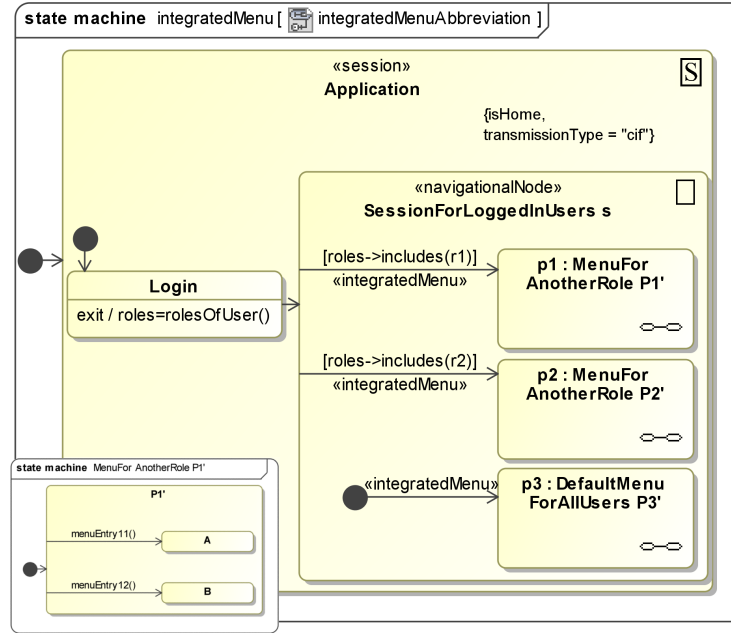 state machine integratedMenu [ integratedMenuAbbreviation ]
«session»
Application
S
{isHome,
transmissionType = "cif"}
«navigationalNode»
SessionForLoggedInUsers s
[roles->includes(r1)]
«integratedMenu»
p1 : MenuFor
AnotherRole P1'
Login
exit / roles=rolesOfUser()
[roles->includes(r2)]
«integratedMenu»
p2 : MenuFor
AnotherRole P2'
«integratedMenu»
p3 : DefaultMenu
ForAllUsers P3'
state machine MenuFor AnotherRole P1'
P1'
menuEntry11()
A
menuEntry12()
B